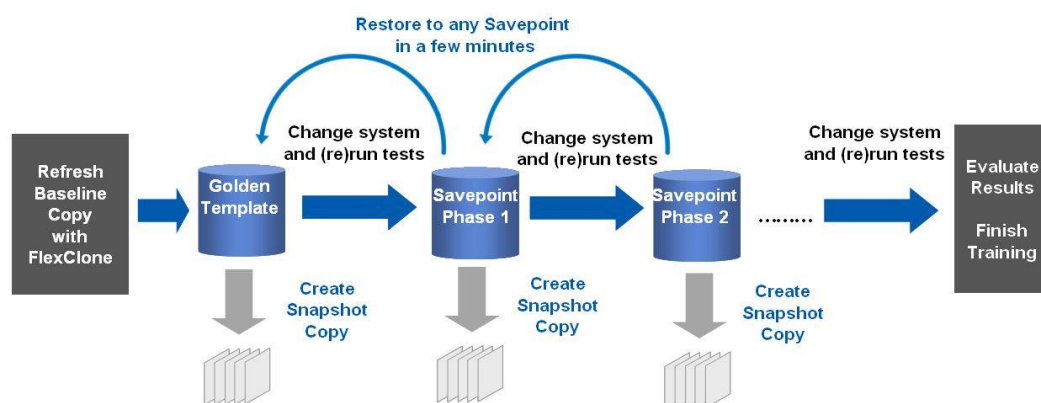 Restore to any Savepoint
in a few minutes
Refresh
Baseline
Copy
with
FlexClone
Golden
Template
Change system
and (re)run tests
Savepoint
Phase 1
Change system
and (re)run tests
Savepoint
Phase 2
………
Change system
and (re)run tests
Evaluate
Results
Finish
Training
Create
Snapshot
Copy
Create
Snapshot
Copy
Create
Snapshot
Copy